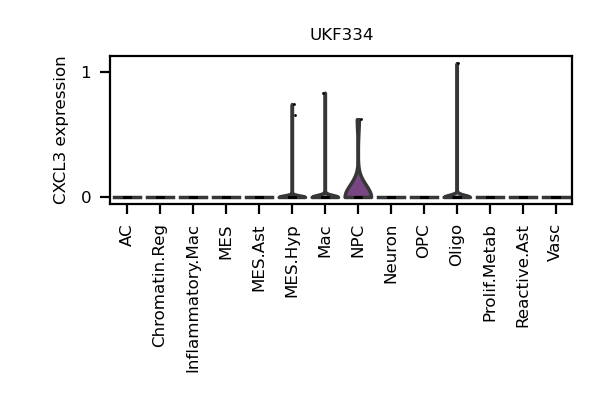 UKF334
CXCL3 expression
1
0
AC
Chromatin.Reg
Inflammatory.Mac
MES
MES.Ast
MES.Hyp
Mac
NPC
Neuron
OPC
Oligo
Prolif.Metab
Reactive.Ast
Vasc